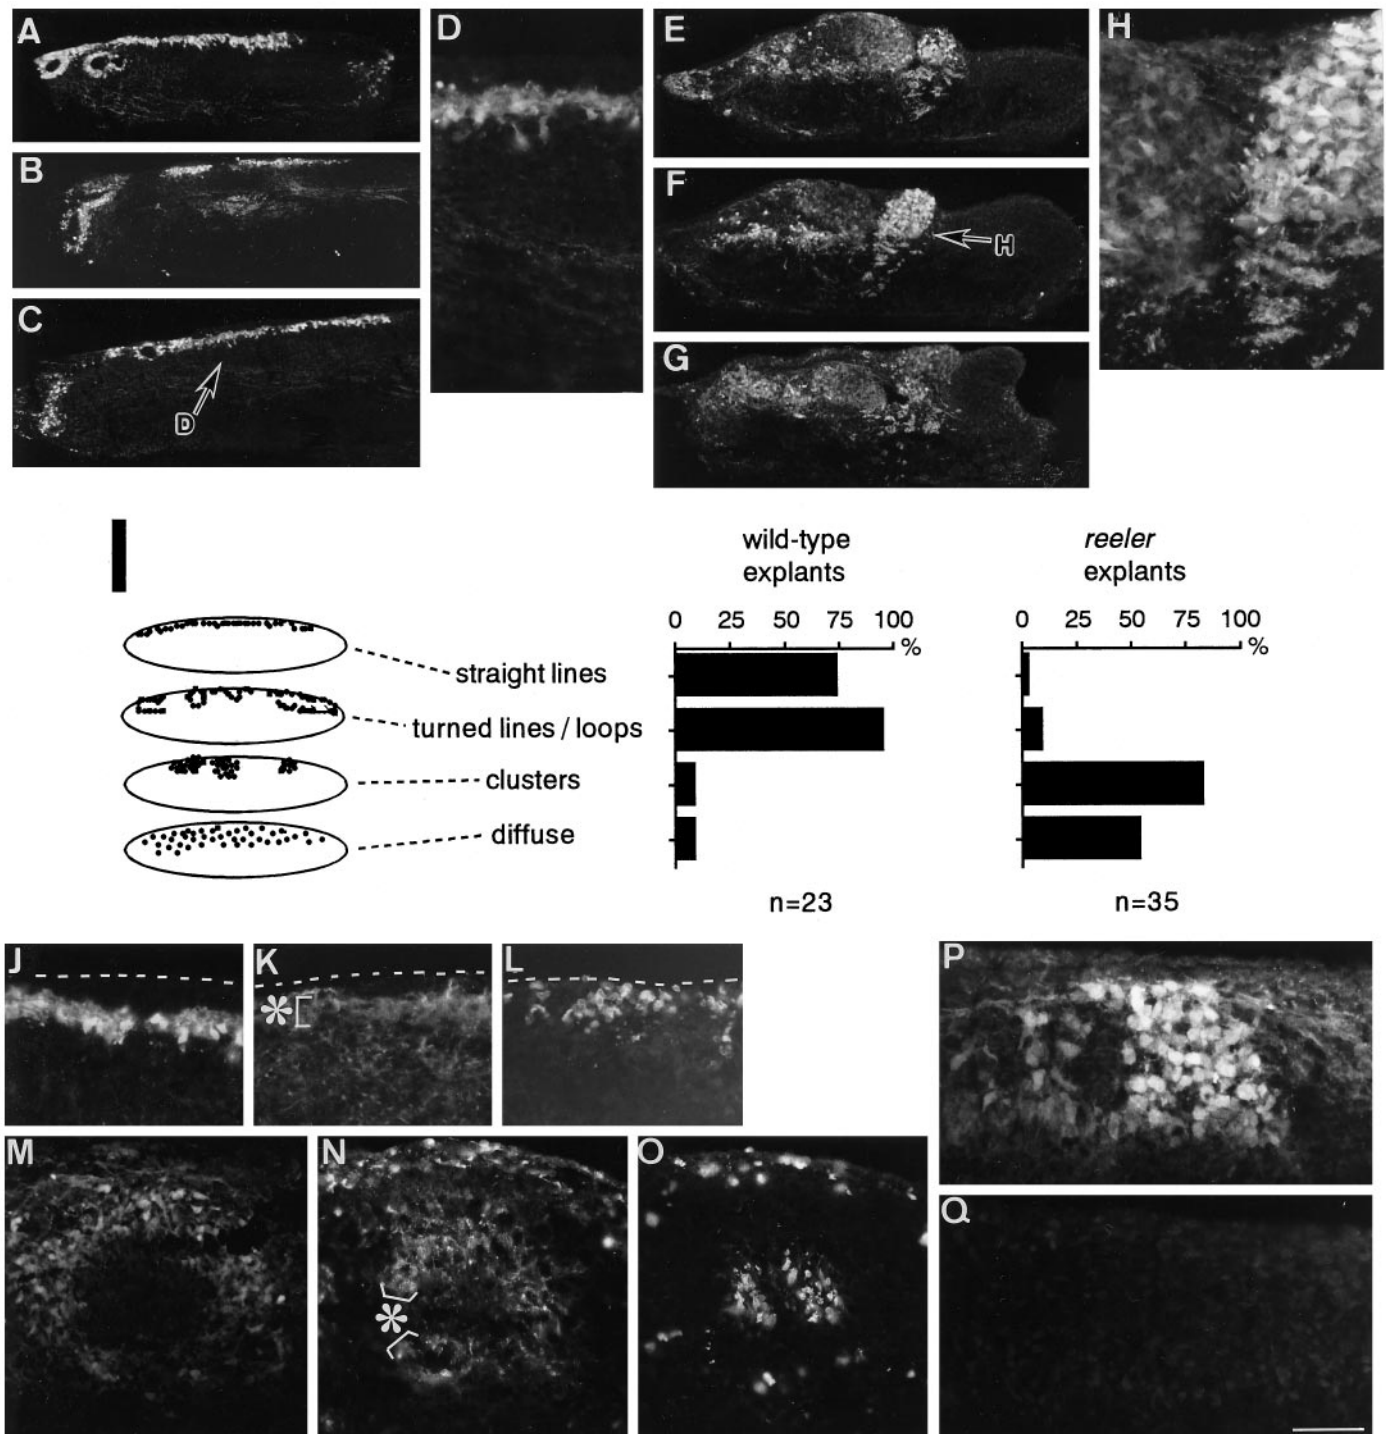 A
D
E
H
B
F
H
C
G
D
I
wild-type
explants
reeler
explants
0 25 50 75 100
%
0 25 50 75 100
%
straight lines
turned lines / loops
clusters
diffuse
n=23
n=35
J
K
L
P
*
M
N
O
Q
*